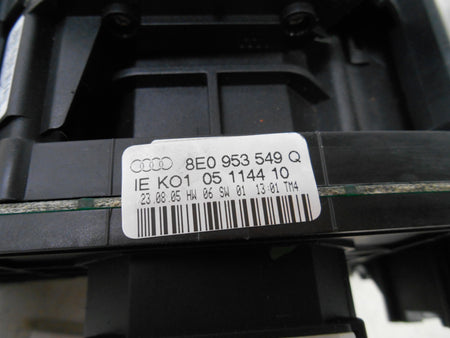 8E0 953 549 Q
IE KO1 05 1144 10
23.08.05 HW 06 SW 01 13:01 TM4